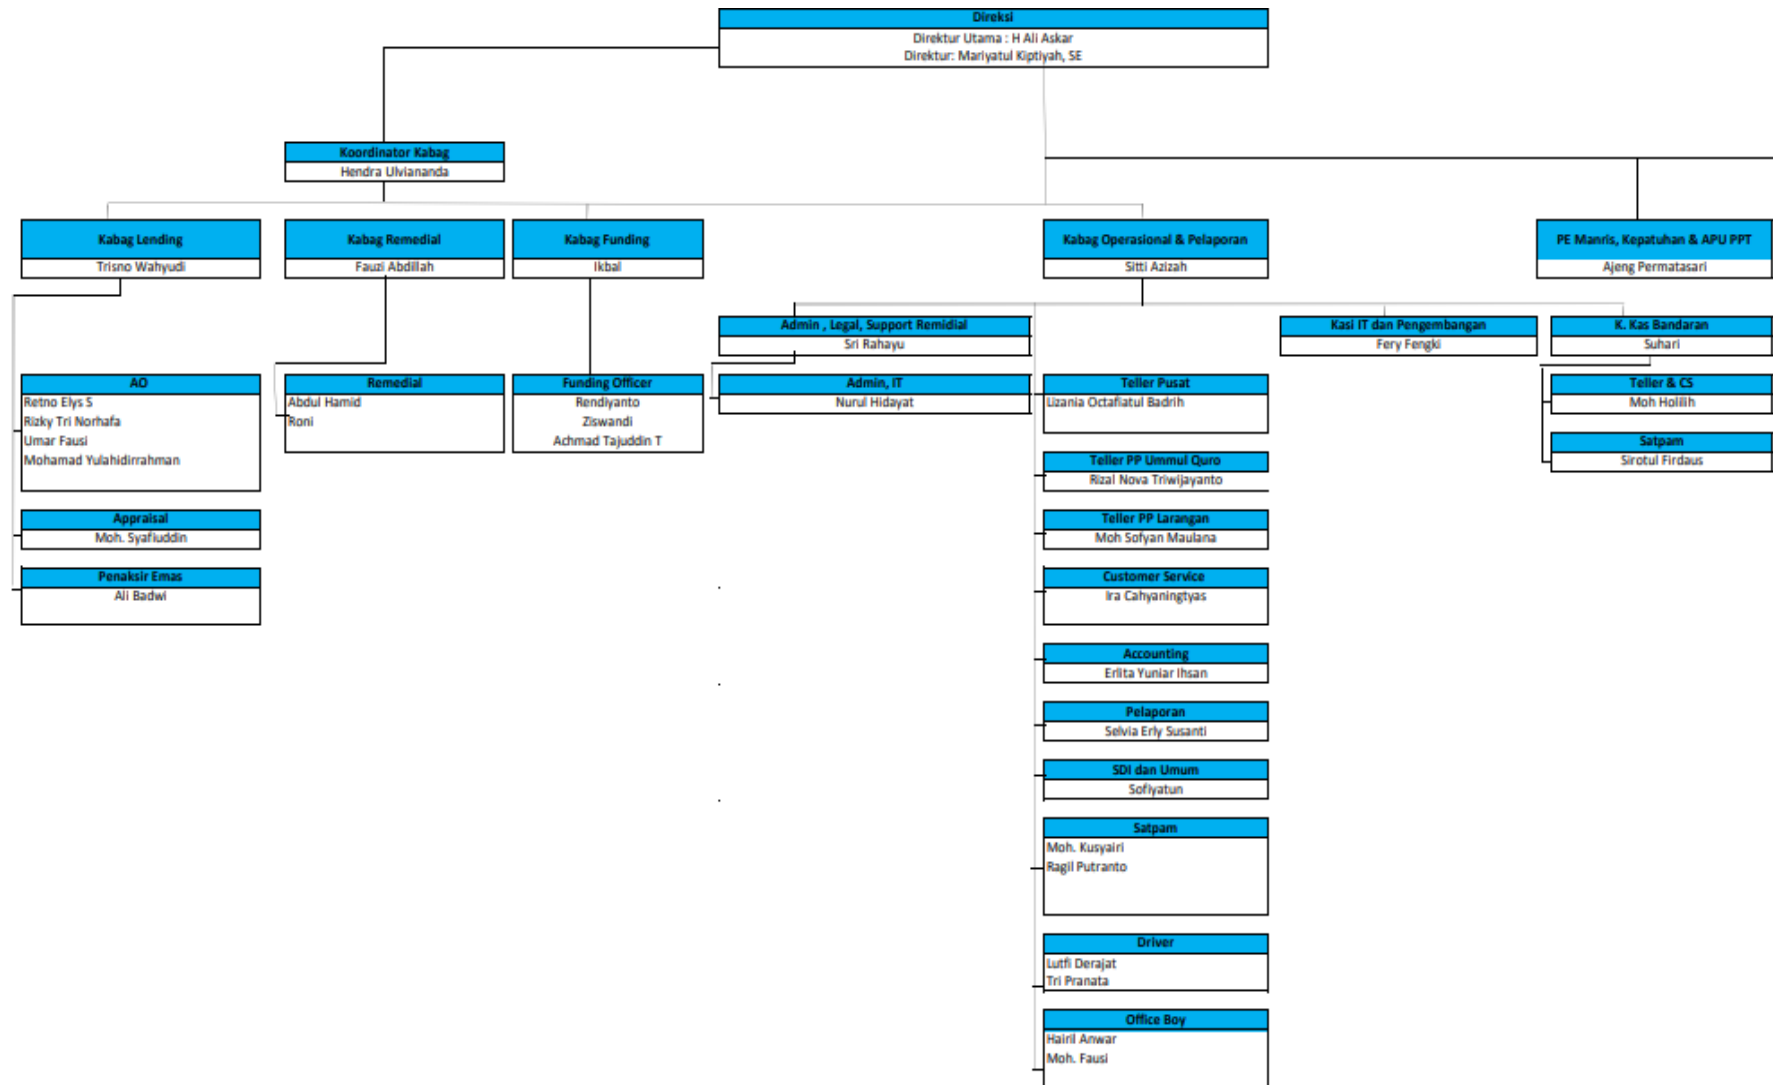 Direksi
Direktur Utama : H Ali Askar
Direktur: Mariyatul Kiptiyah, SE
Koordinator Kabag
Hendra Ulviananda
Kabag Lending
Trisno Wahyudi
Kabag Remedial
Fauzi Abdillah
Kabag Funding
Ikbal
Kabag Operasional & Pelaporan
Sitti Azizah
PE Manris, Kepatuhan & APU PPT
Ajeng Permatasari
Admin , Legal, Support Remidial
Sri Rahayu
Kasi IT dan Pengembangan
Fery Fengki
K. Kas Bandaran
Suhari
AO
Retno Elys S
Rizky Tri Norhafa
Umar Fausi
Mohamad Yulahidirrahman
Remedial
Abdul Hamid
Roni
Funding Officer
Rendiyanto
Ziswandi
Achmad Tajuddin T
Admin, IT
Nurul Hidayat
Teller Pusat
Lizania Octafiatul Badrih
Teller & CS
Moh Holilih
Satpam
Sirotul Firdaus
Teller PP Ummul Quro
Rizal Nova Triwijayanto
Appraisal
Moh. Syafiuddin
Teller PP Larangan
Moh Sofyan Maulana
Penaksir Emas
Ali Badwi
Customer Service
Ira Cahyaningtyas
Accounting
Erlita Yuniar Ihsan
Pelaporan
Selvia Erly Susanti
SDI dan Umum
Sofiyatun
Satpam
Moh. Kusyairi
Ragil Putranto
Driver
Lutfi Derajat
Tri Pranata
Office Boy
Hairil Anwar
Moh. Fausi